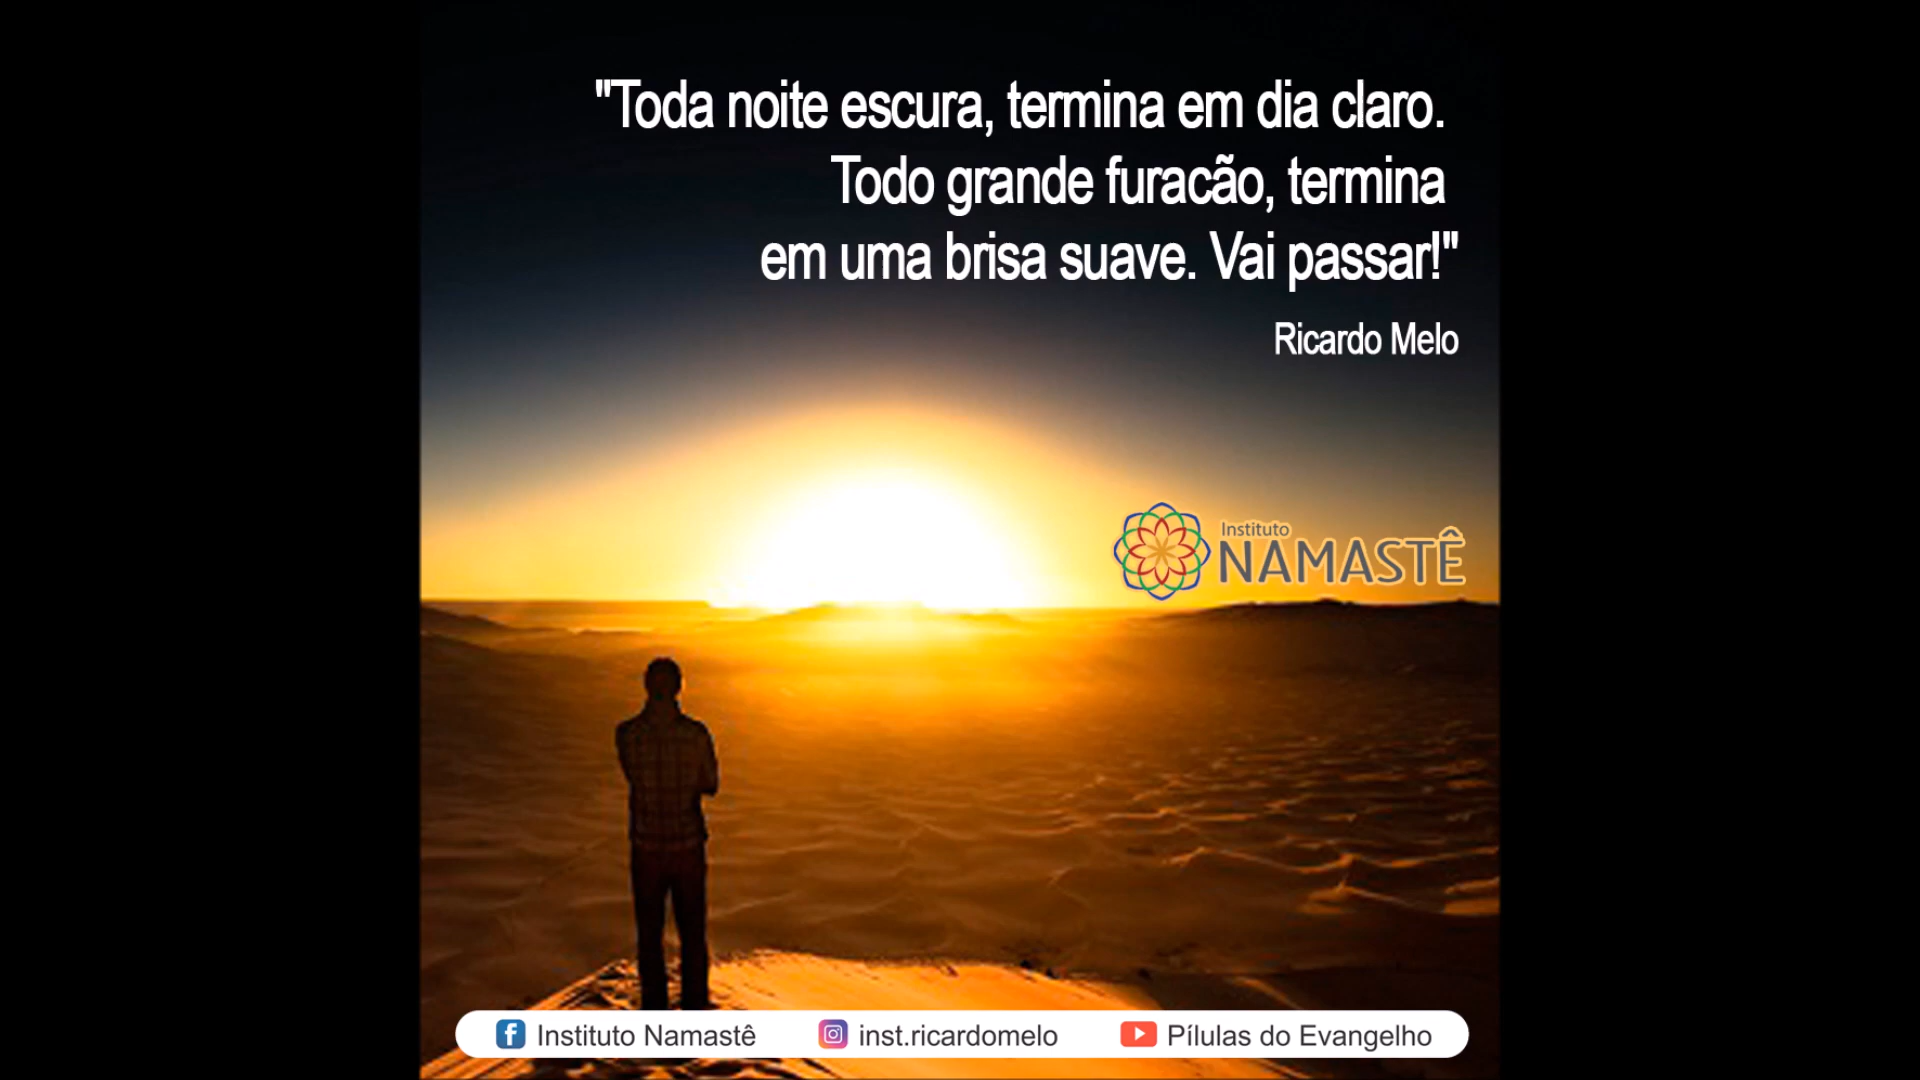 "Toda noite escura, termina em dia claro.
Todo grande furacão, termina
em uma brisa suave. Vai passar!"
Ricardo Melo
Instituto
NAMASTÊ
Instituto Namastê
inst.ricardomelo
Pílulas do Evangelho